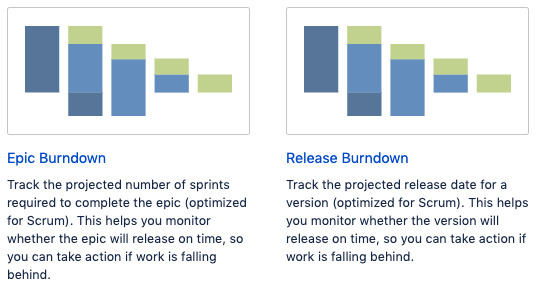 Epic Burndown
Track the projected number of sprints
required to complete the epic (optimized
for Scrum). This helps you monitor
whether the epic will release on time, so
you can take action if work is falling
behind.
Release Burndown
Track the projected release date for a
version (optimized for Scrum). This helps
you monitor whether the version will
release on time, so you can take action if
work is falling behind.